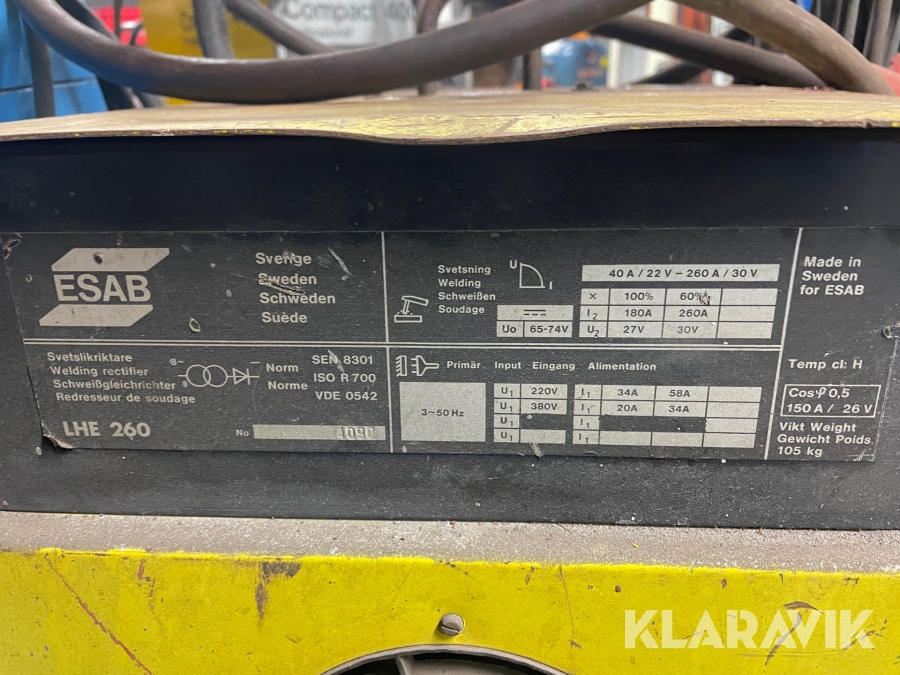 Compact
ESAB
Sverige
Sweden
Schweden
Suède
Svetslikriktare
Welding rectifier
Schweißgleichrichter
Redresseur de soudage
3~
Norm
Norme
SEN 8301
ISO R 700
VDE 0542
LHE 260
No
Svetsning
Welding
Schweißen
Soudage
U
I
40 A / 22 V – 260 A / 30 V
Uo 65-74V
X 100% 60%
I2 180A 260A
U2 27V 30V
Primär Input Eingang Alimentation
3~50 Hz
U1 220V I1 34A 58A
U1 380V I1 20A 34A
U1 I1
U1 I1
Made in
Sweden
for ESAB
Temp cl: H
Cosφ 0,5
150 A / 26 V
Vikt Weight
Gewicht Poids
105 kg
KLARAVIK